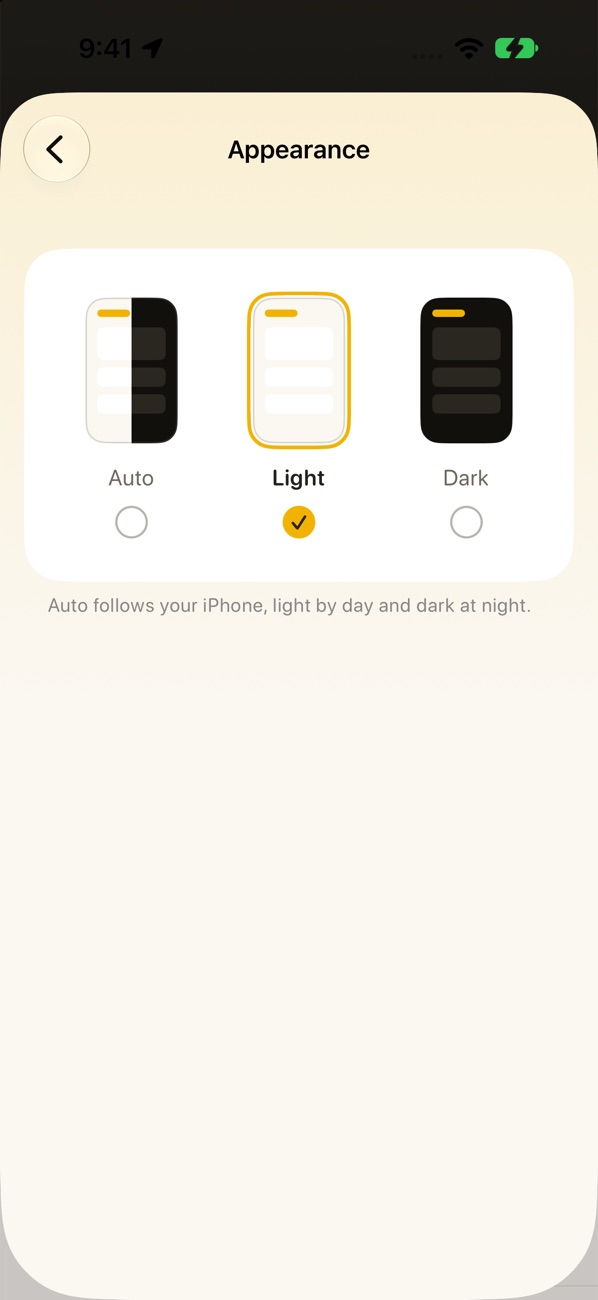 9:41
Appearance
Auto
Light
Dark
Auto follows your iPhone, light by day and dark at night.